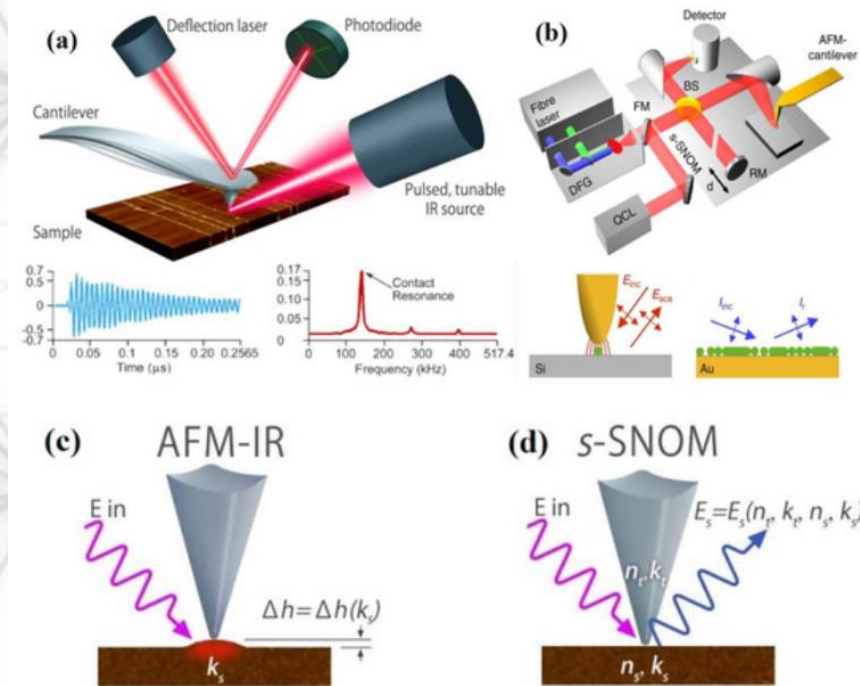 (a)
Deflection laser
Photodiode
Cantilever
Pulsed, tunable
IR source
Sample
0.7
0.5
0
-0.5
-0.7
0 0.05 0.1 0.15 0.20 0.2565
Time (µs)
0.17
0.15
0.10
0.05
0
Contact
Resonance
0 100 200 300 400 517.4
Frequency (kHz)
(b)
Detector
AFM-
cantilever
BS
Fibre
laser
FM
s-SNOM
DFG
d
RM
QCL
E_inc
E_sca
Si
I_inc
I_r
Au
(c)
AFM-IR
E in
Δh=Δh(k_s)
k_s
(d)
s-SNOM
E in
E_s=E_s(n_t, k_t, n_s, k_s)
n_t, k_t
n_s, k_s